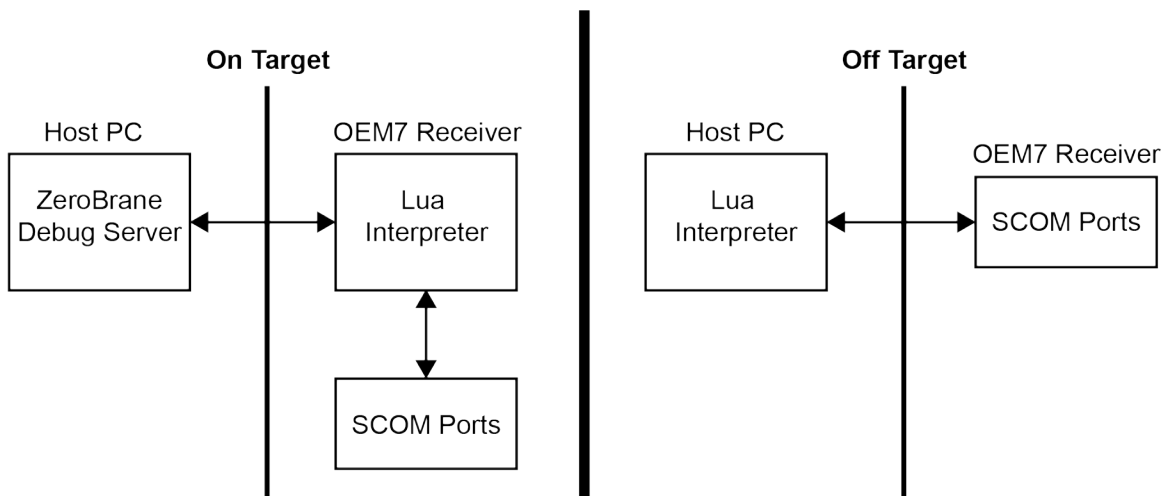 On Target
Host PC
OEM7 Receiver
ZeroBrane
Debug Server
Lua
Interpreter
SCOM Ports
Off Target
Host PC
OEM7 Receiver
Lua
Interpreter
SCOM Ports